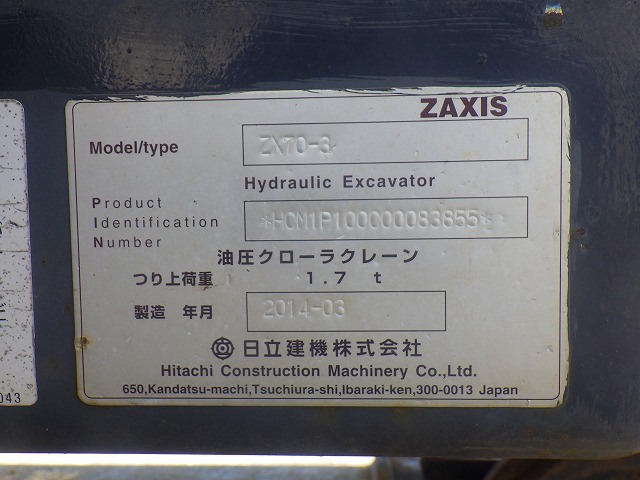 ZAXIS
Model/type ZX70-3
Hydraulic Excavator
Product
Identification *HCM1P100000083855*
Number
油圧クローラクレーン
つり上荷重 1.7 t
製造 年月 2014-03
日立建機株式会社
Hitachi Construction Machinery Co.,Ltd.
650,Kandatsu-machi,Tsuchiura-shi,Ibaraki-ken,300-0013 Japan
043